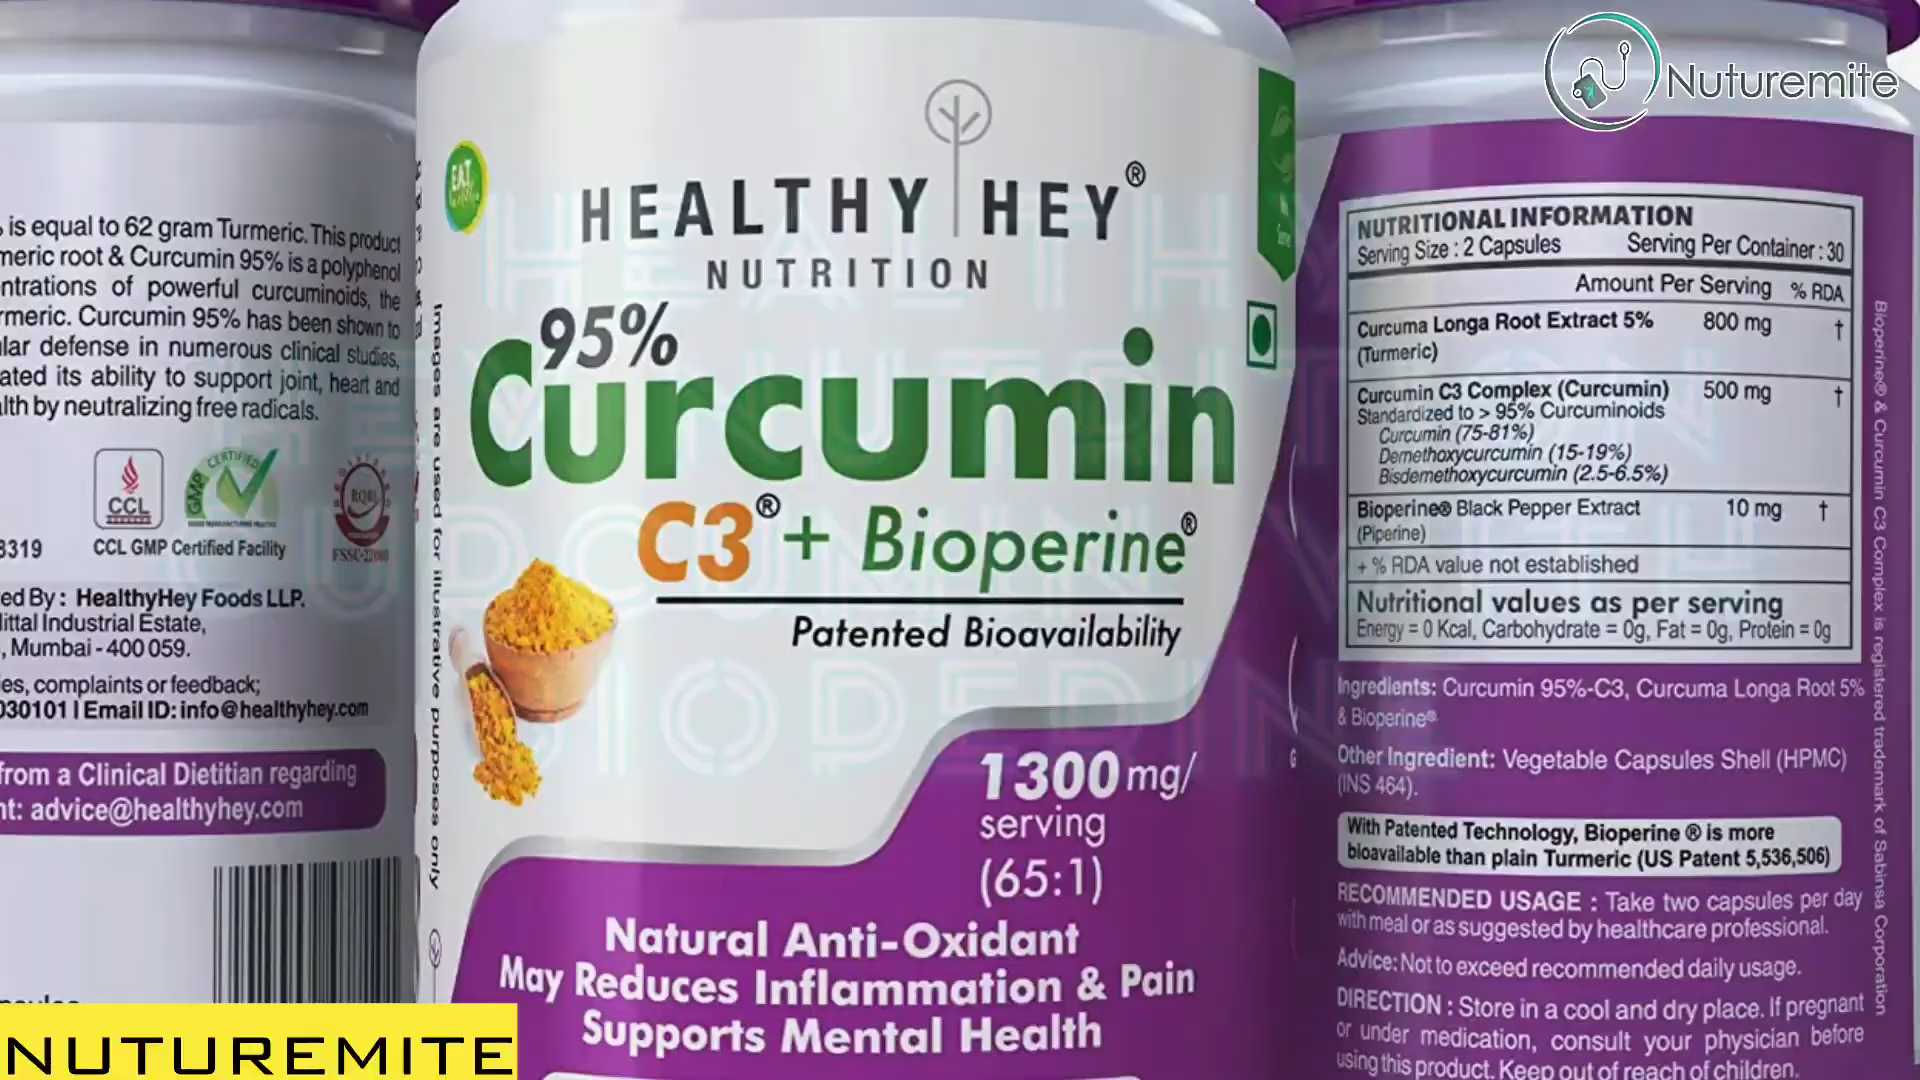 Nuturemite
is equal to 62 gram Turmeric. This product
root & Curcumin 95% is a polyphenol
of powerful curcuminoids, the
Curcumin 95% has been shown to
defense in numerous clinical studies,
its ability to support joint, heart and
by neutralizing free radicals.
CCL
GMP
CERTIFIED
RQRL
CCL GMP Certified Facility
8319
By : HealthyHey Foods LLP.
Industrial Estate,
, Mumbai - 400 059.
complaints or feedback;
030101 I Email ID: info@healthyhey.com
from a Clinical Dietitian regarding
advice@healthyhey.com
Images are used for illustrative purposes only
EAT
HEALTHY HEY®
NUTRITION
95%
Curcumin
C3® + Bioperine®
Patented Bioavailability
1300 mg/
serving
(65:1)
Natural Anti-Oxidant
May Reduces Inflammation & Pain
Supports Mental Health
NUTRITIONAL INFORMATION
Serving Size : 2 Capsules Serving Per Container : 30
Amount Per Serving % RDA
Curcuma Longa Root Extract 5% 800 mg †
(Turmeric)
Curcumin C3 Complex (Curcumin) 500 mg †
Standardized to > 95% Curcuminoids
Curcumin (75-81%)
Demethoxycurcumin (15-19%)
Bisdemethoxycurcumin (2.5-6.5%)
Bioperine® Black Pepper Extract 10 mg †
(Piperine)
+ % RDA value not established
Nutritional values as per serving
Energy = 0 Kcal, Carbohydrate = 0g, Fat = 0g, Protein = 0g
Ingredients: Curcumin 95%-C3, Curcuma Longa Root 5%
& Bioperine®
Other Ingredient: Vegetable Capsules Shell (HPMC)
(INS 464).
With Patented Technology, Bioperine ® is more
bioavailable than plain Turmeric (US Patent 5,536,506)
RECOMMENDED USAGE : Take two capsules per day
with meal or as suggested by healthcare professional.
Advice: Not to exceed recommended daily usage.
DIRECTION : Store in a cool and dry place. If pregnant
or under medication, consult your physician before
using this product. Keep out of reach of children.
Bioperine® & Curcumin C3 Complex is registered trademark of Sabinsa Corporation
HEALTHY
HEY NUTRITION
CURCUMIN WITH
BIOPERINE
NUTUREMITE